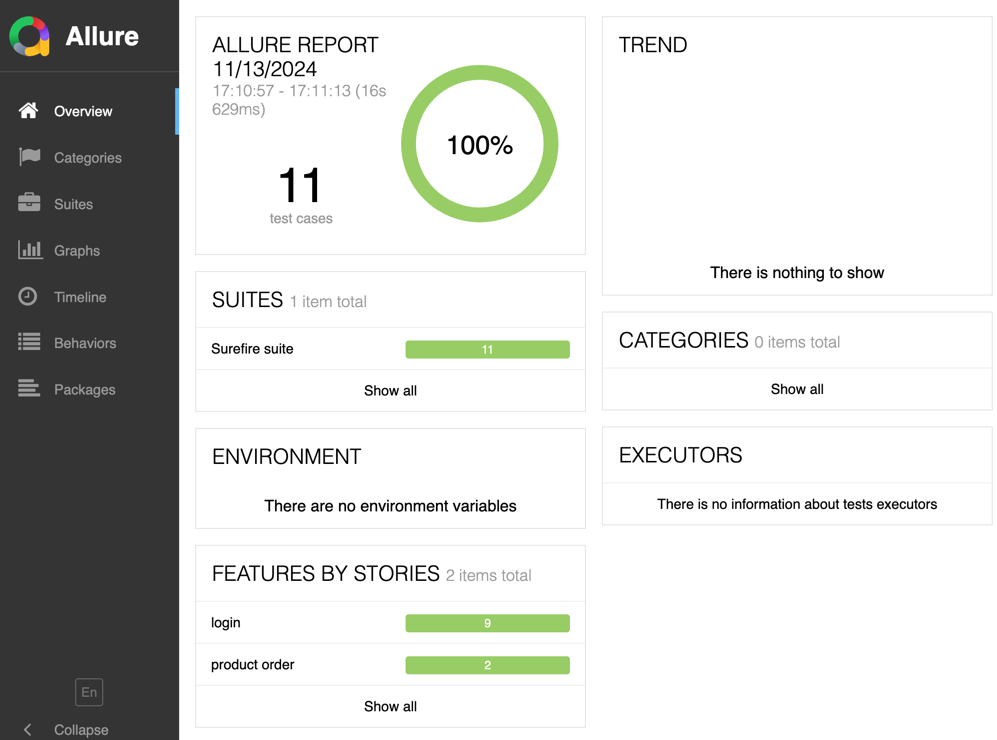 Allure
Overview
Categories
Suites
Graphs
Timeline
Behaviors
Packages
En
Collapse
ALLURE REPORT
11/13/2024
17:10:57 - 17:11:13 (16s
629ms)
11
test cases
100%
SUITES 1 item total
Surefire suite 11
Show all
ENVIRONMENT
There are no environment variables
FEATURES BY STORIES 2 items total
login 9
product order 2
Show all
TREND
There is nothing to show
CATEGORIES 0 items total
Show all
EXECUTORS
There is no information about tests executors